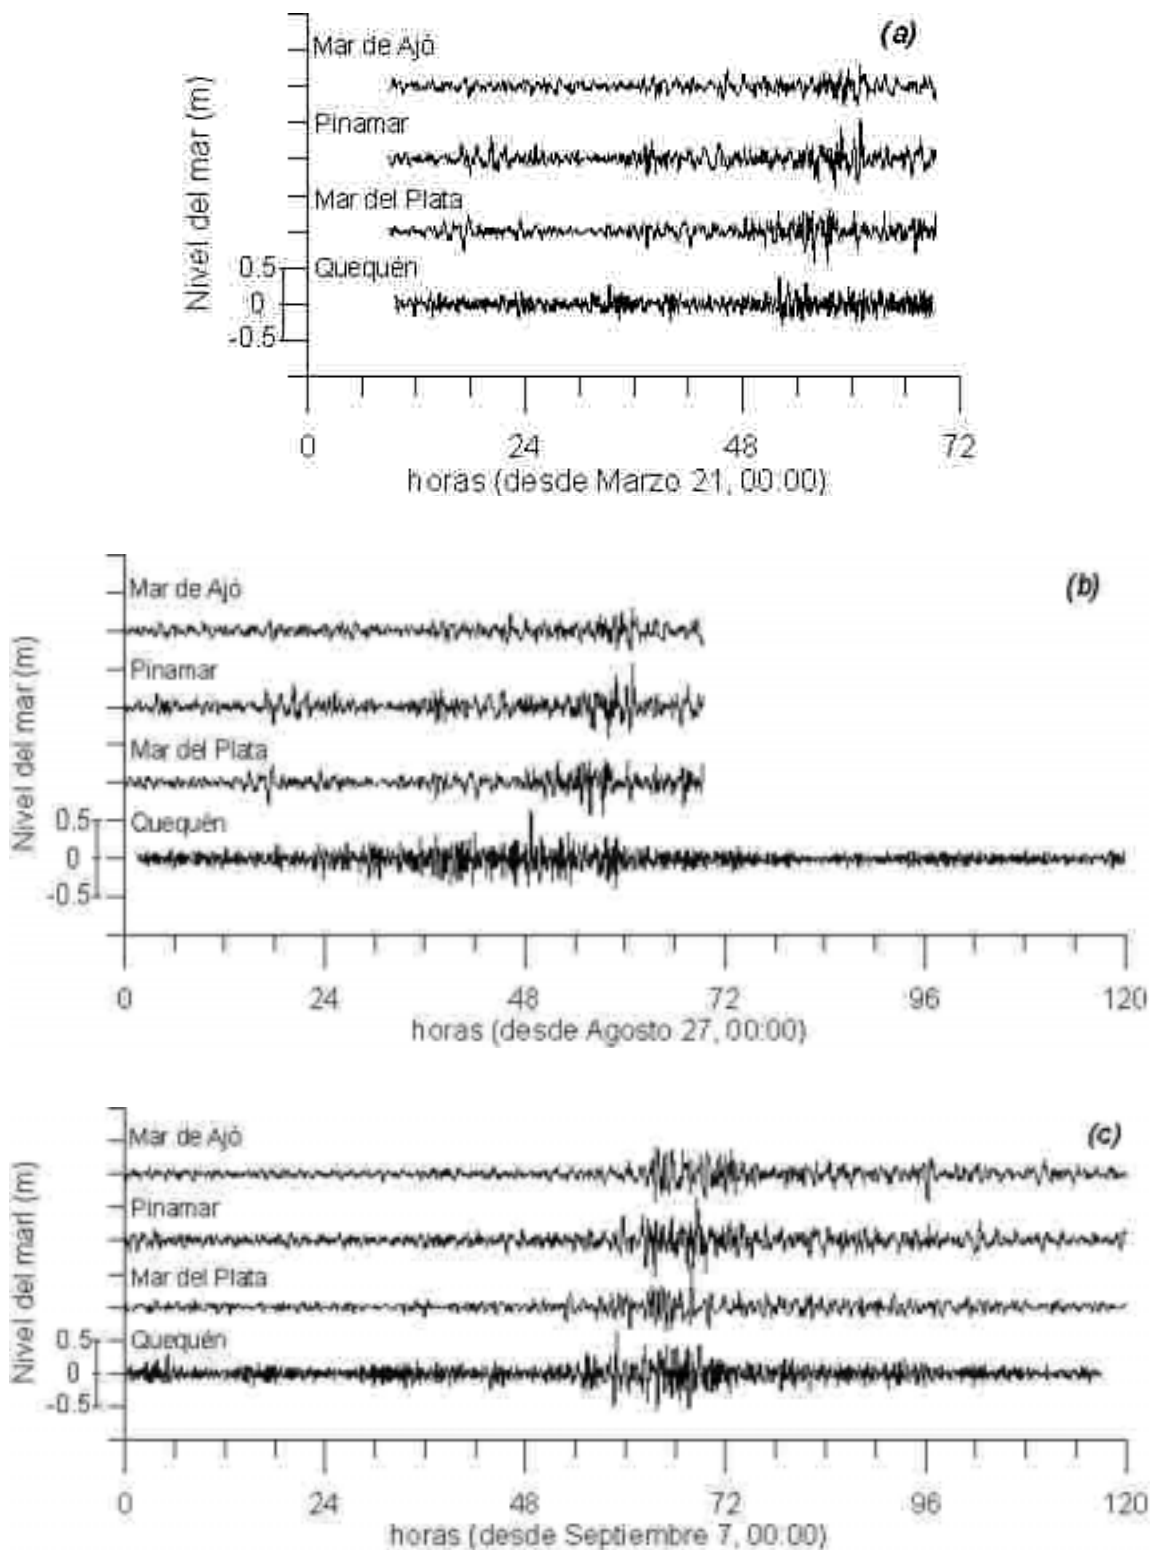 (a)
Mar de Ajó
Pinamar
Mar del Plata
Quequén
Nivel del mar (m)
0.5
0
-0.5
0 24 48 72
horas (desde Marzo 21, 00:00)
(b)
Mar de Ajó
Pinamar
Mar del Plata
Quequén
Nivel del mar (m)
0.5
0
-0.5
0 24 48 72 96 120
horas (desde Agosto 27, 00:00)
(c)
Mar de Ajó
Pinamar
Mar del Plata
Quequén
Nivel del marl (m)
0.5
0
-0.5
0 24 48 72 96 120
horas (desde Septiembre 7, 00:00)